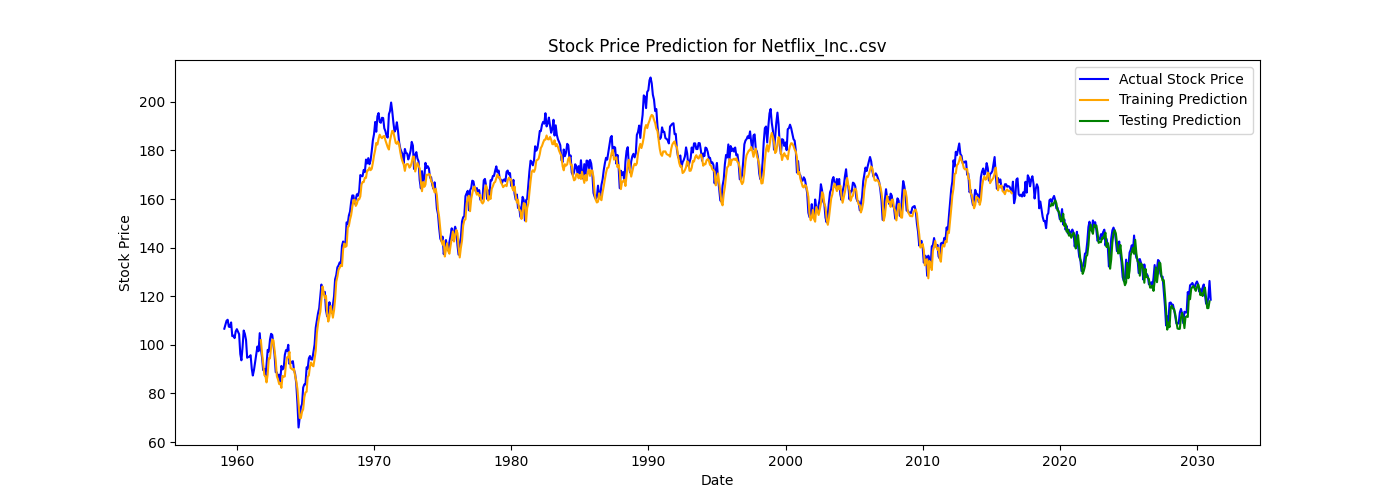 Stock Price Prediction for Netflix_Inc..csv
Actual Stock Price
Training Prediction
Testing Prediction
Stock Price
200
180
160
140
120
100
80
60
1960 1970 1980 1990 2000 2010 2020 2030
Date